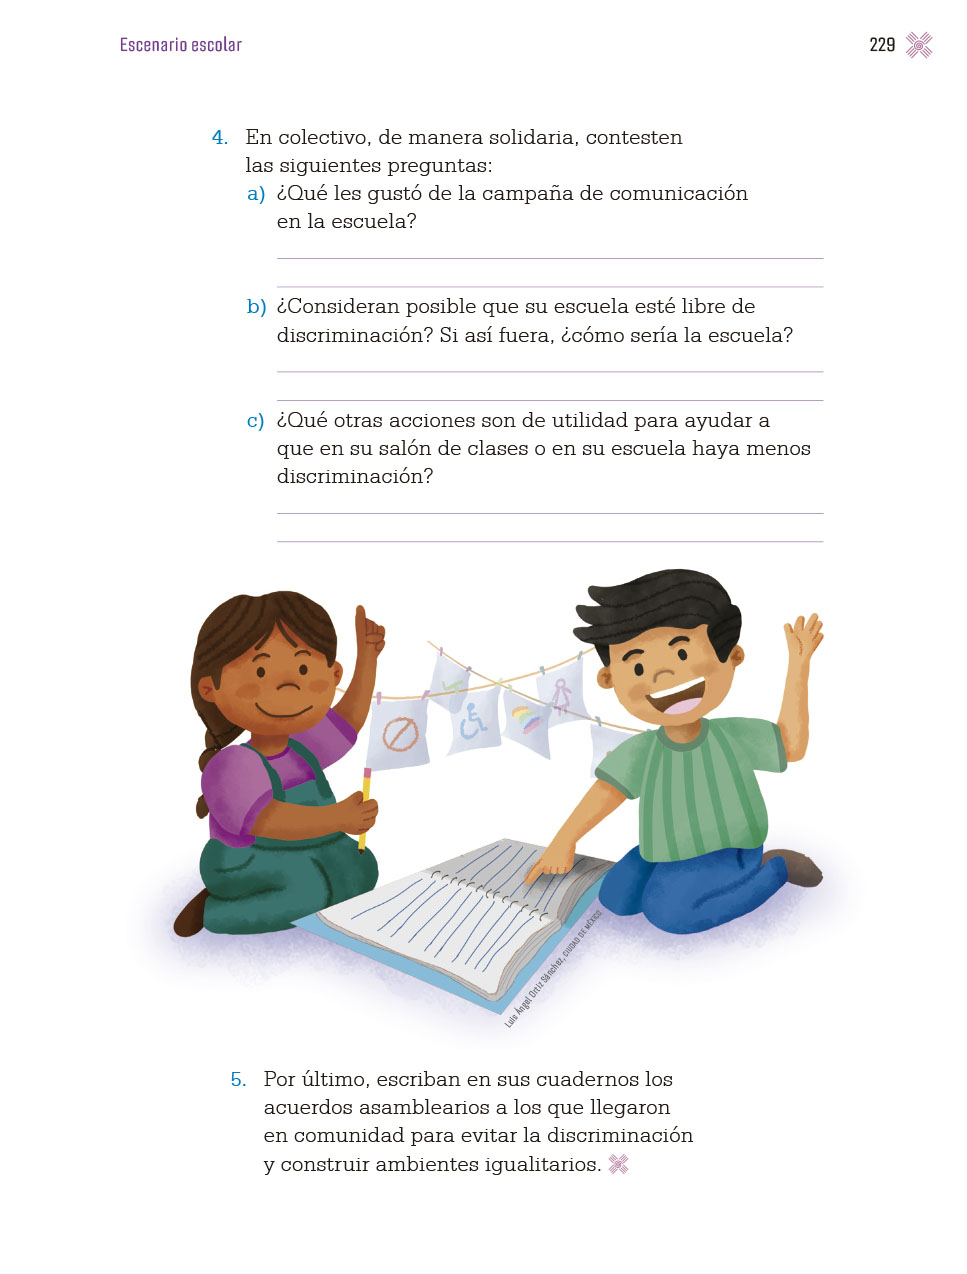 Escenario escolar
229
4. En colectivo, de manera solidaria, contesten
las siguientes preguntas:
a) ¿Qué les gustó de la campaña de comunicación
en la escuela?
b) ¿Consideran posible que su escuela esté libre de
discriminación? Si así fuera, ¿cómo sería la escuela?
c) ¿Qué otras acciones son de utilidad para ayudar a
que en su salón de clases o en su escuela haya menos
discriminación?
Luis Ángel Ortiz Sánchez, CIUDAD DE MÉXICO
5. Por último, escriban en sus cuadernos los
acuerdos asamblearios a los que llegaron
en comunidad para evitar la discriminación
y construir ambientes igualitarios.